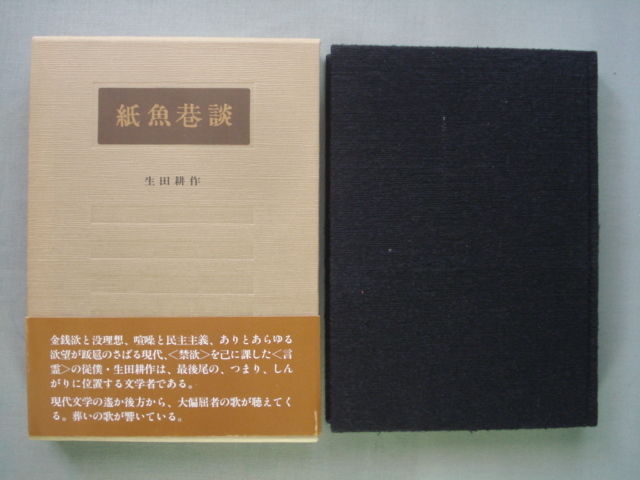 紙魚巷談
生田耕作
金銭欲と没理想、喧噪と民主主義、ありとあらゆる
欲望が跋扈のさばる現代、＜禁欲＞を己に課した＜言
霊＞の従僕・生田耕作は、最後尾の、つまり、しん
がりに位置する文学者である。
現代文学の遙か後方から、大偏屈者の歌が聴えてく
る。葬いの歌が響いている。